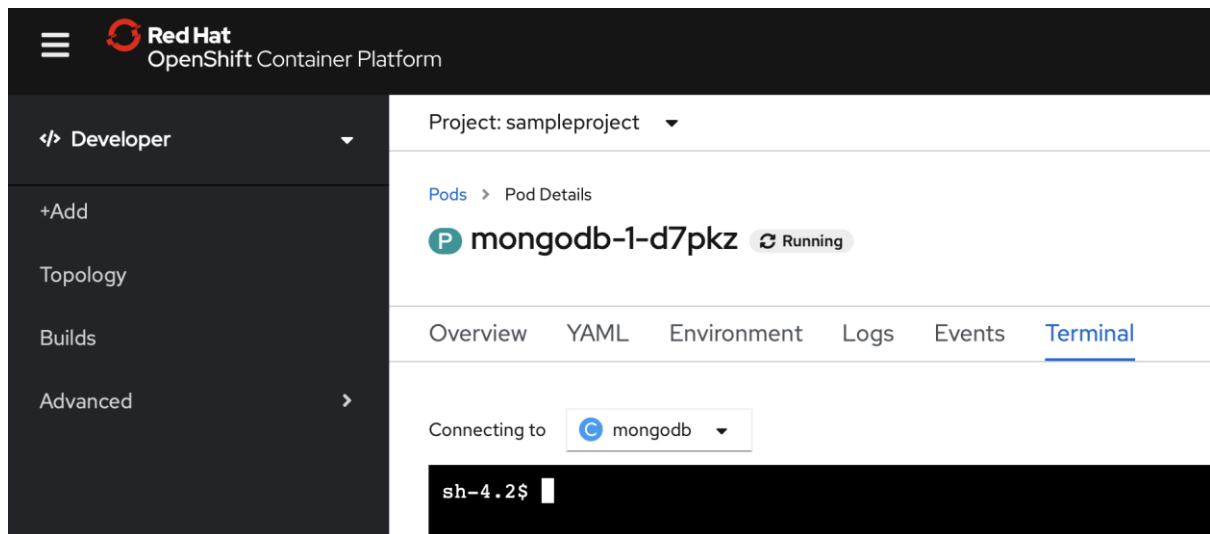 Red Hat
OpenShift Container Platform
</> Developer
+Add
Topology
Builds
Advanced
Project: sampleproject
Pods > Pod Details
P mongodb-1-d7pkz Running
Overview YAML Environment Logs Events Terminal
Connecting to C mongodb
sh-4.2$